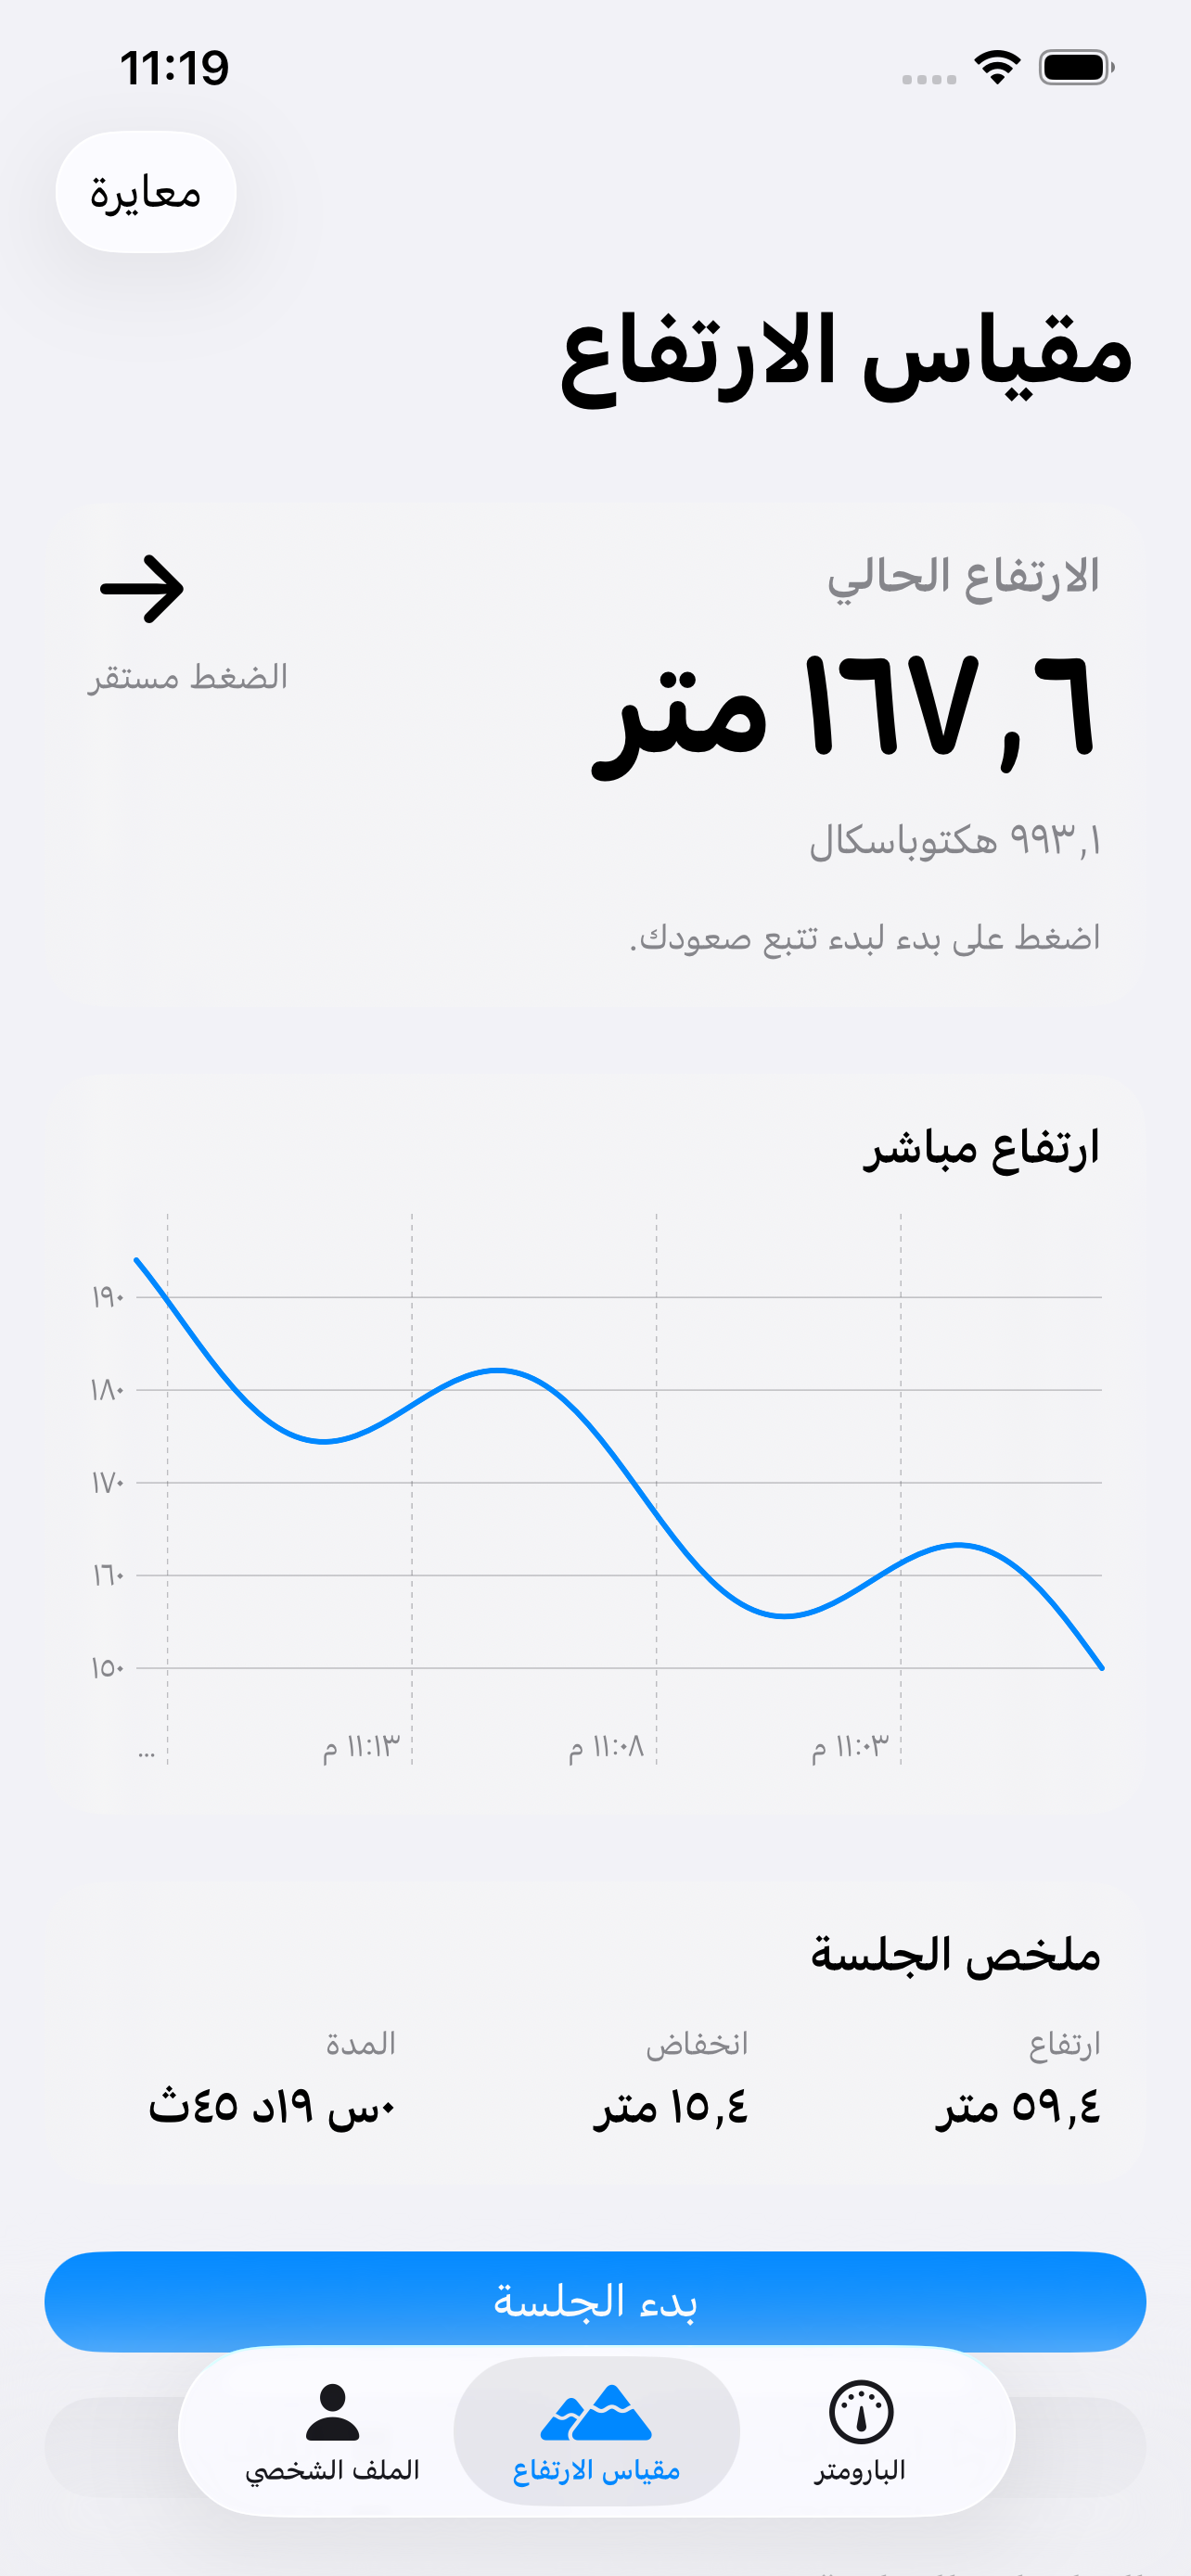 11:19
معايرة
مقياس الارتفاع
الارتفاع الحالي
١٦٧,٦ متر
الضغط مستقر
٩٩٣,١ هكتوباسكال
اضغط على بدء لبدء تتبع صعودك.
ارتفاع مباشر
١٩٠
١٨٠
١٧٠
١٦٠
١٥٠
١١:٠٣ م
١١:٠٨ م
١١:١٣ م
...
ملخص الجلسة
ارتفاع
انخفاض
المدة
٥٩,٤ متر
١٥,٤ متر
٠س ١٩د ٤٥ث
بدء الجلسة
البارومتر
مقياس الارتفاع
الملف الشخصي